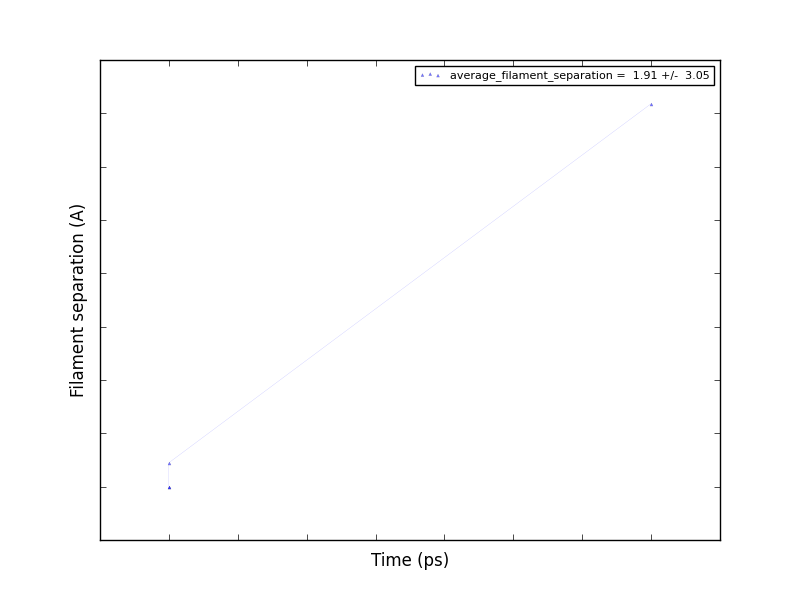 average_filament_separation =  1.91 +/-  3.05
Filament separation (A)
Time (ps)